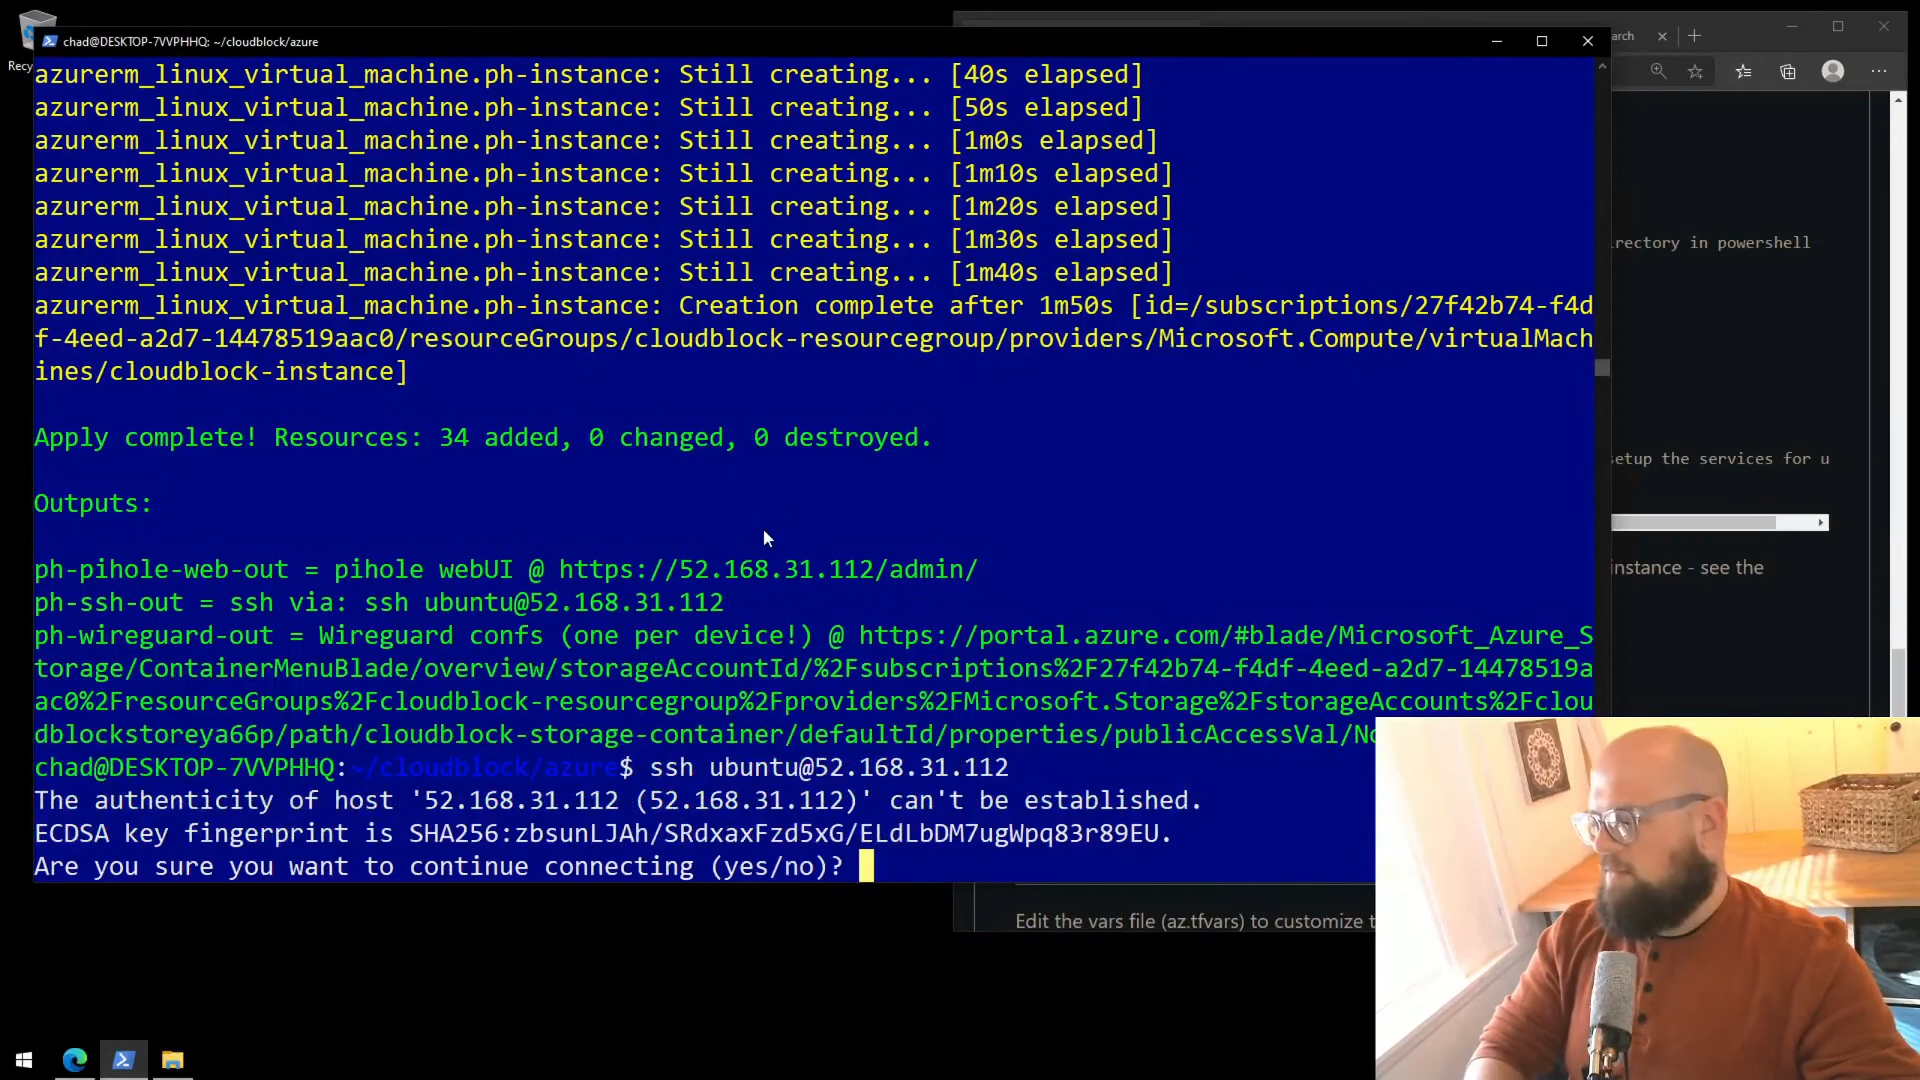 Recy
chad@DESKTOP-7VVPHHQ: ~/cloudblock/azure
arch
azurerm_linux_virtual_machine.ph-instance: Still creating... [40s elapsed]
azurerm_linux_virtual_machine.ph-instance: Still creating... [50s elapsed]
azurerm_linux_virtual_machine.ph-instance: Still creating... [1m0s elapsed]
azurerm_linux_virtual_machine.ph-instance: Still creating... [1m10s elapsed]
azurerm_linux_virtual_machine.ph-instance: Still creating... [1m20s elapsed]
azurerm_linux_virtual_machine.ph-instance: Still creating... [1m30s elapsed]
azurerm_linux_virtual_machine.ph-instance: Still creating... [1m40s elapsed]
azurerm_linux_virtual_machine.ph-instance: Creation complete after 1m50s [id=/subscriptions/27f42b74-f4d
f-4eed-a2d7-14478519aac0/resourceGroups/cloudblock-resourcegroup/providers/Microsoft.Compute/virtualMach
ines/cloudblock-instance]
Apply complete! Resources: 34 added, 0 changed, 0 destroyed.
Outputs:
ph-pihole-web-out = pihole webUI @ https://52.168.31.112/admin/
ph-ssh-out = ssh via: ssh ubuntu@52.168.31.112
ph-wireguard-out = Wireguard confs (one per device!) @ https://portal.azure.com/#blade/Microsoft_Azure_S
torage/ContainerMenuBlade/overview/storageAccountId/%2Fsubscriptions%2F27f42b74-f4df-4eed-a2d7-14478519a
ac0%2FresourceGroups%2Fcloudblock-resourcegroup%2Fproviders%2FMicrosoft.Storage%2FstorageAccounts%2Fclou
dblockstoreya66p/path/cloudblock-storage-container/defaultId/properties/publicAccessVal/No
chad@DESKTOP-7VVPHHQ:~/cloudblock/azure$ ssh ubuntu@52.168.31.112
The authenticity of host '52.168.31.112 (52.168.31.112)' can't be established.
ECDSA key fingerprint is SHA256:zbsunLJAh/SRdxaxFzd5xG/ELdLbDM7ugWpq83r89EU.
Are you sure you want to continue connecting (yes/no)?
rectory in powershell
setup the services for u
instance - see the
Edit the vars file (az.tfvars) to customize t